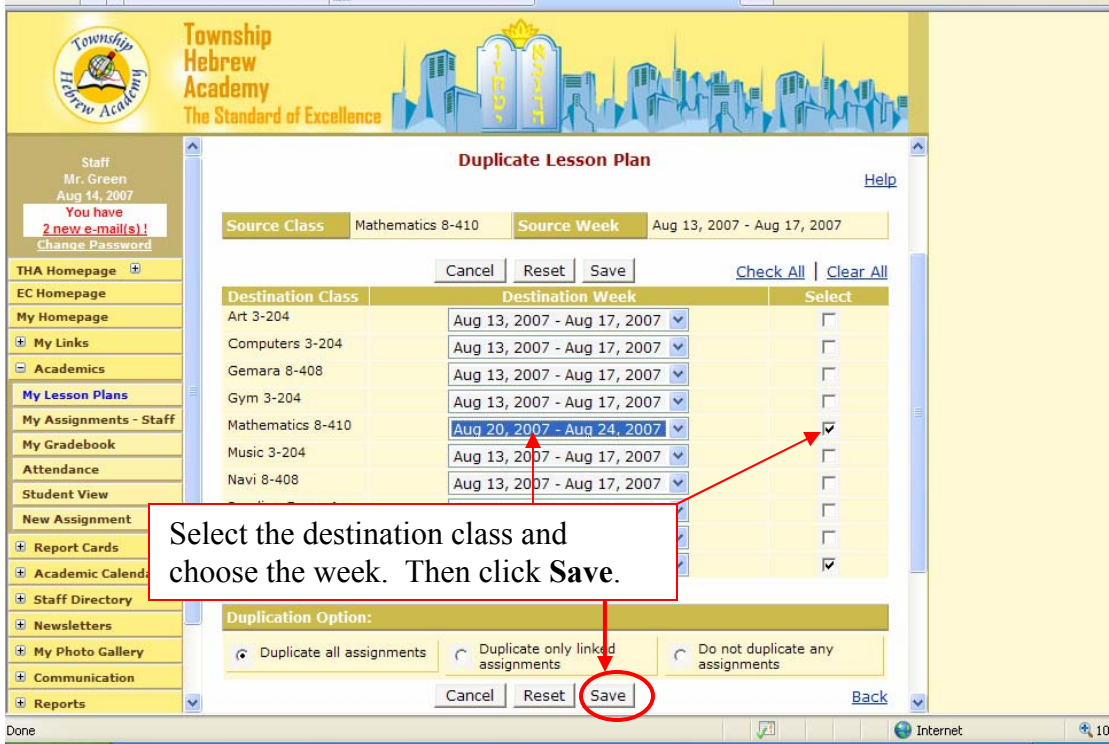 Township
Hebrew Academy
Township
Hebrew
Academy
The Standard of Excellence
Staff
Mr. Green
Aug 14, 2007
You have
2 new e-mail(s) !
Change Password
THA Homepage
EC Homepage
My Homepage
My Links
Academics
My Lesson Plans
My Assignments - Staff
My Gradebook
Attendance
Student View
New Assignment
Report Cards
Academic Calenda
Staff Directory
Newsletters
My Photo Gallery
Communication
Reports
Duplicate Lesson Plan
Help
Source Class Mathematics 8-410 Source Week Aug 13, 2007 - Aug 17, 2007
Cancel Reset Save Check All | Clear All
Destination Class Destination Week Select
Art 3-204 Aug 13, 2007 - Aug 17, 2007
Computers 3-204 Aug 13, 2007 - Aug 17, 2007
Gemara 8-408 Aug 13, 2007 - Aug 17, 2007
Gym 3-204 Aug 13, 2007 - Aug 17, 2007
Mathematics 8-410 Aug 20, 2007 - Aug 24, 2007
Music 3-204 Aug 13, 2007 - Aug 17, 2007
Navi 8-408 Aug 13, 2007 - Aug 17, 2007
Select the destination class and
choose the week. Then click Save.
Duplication Option:
Duplicate all assignments
Duplicate only linked
assignments
Do not duplicate any
assignments
Cancel Reset Save Back
Done Internet 10